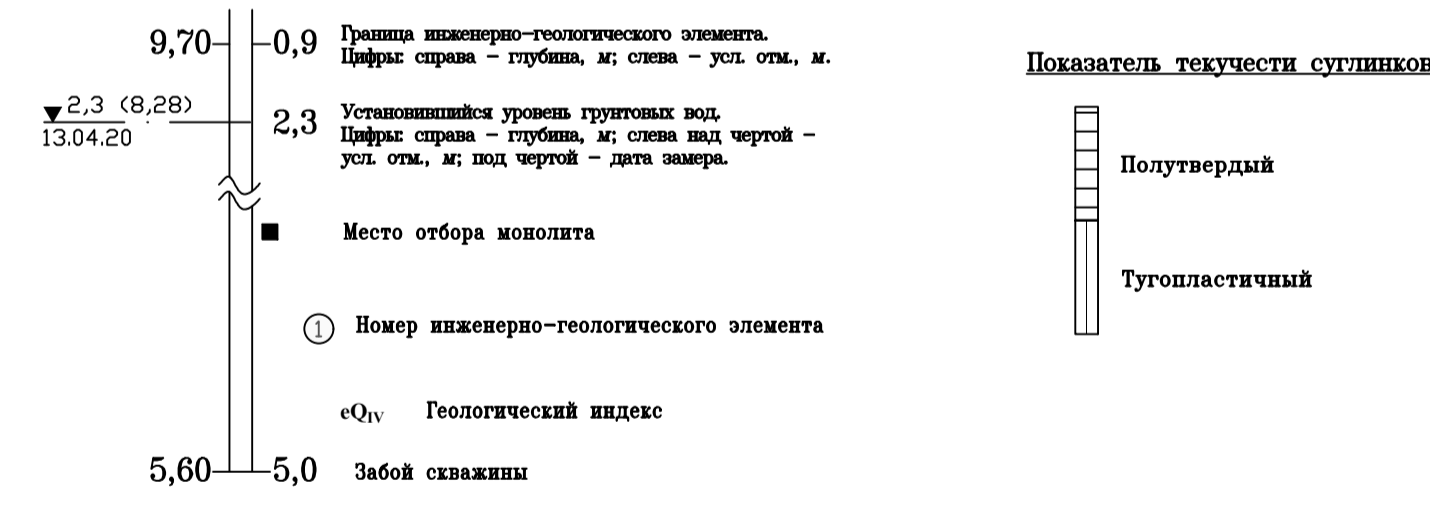 9,70 0,9 Граница инженерно-геологического элемента.
Цифры: справа - глубина, м; слева - усл. отм., м.
2,3 (8,28)
13.04.20
2,3 Установившийся уровень грунтовых вод.
Цифры: справа - глубина, м; слева над чертой -
усл. отм., м; под чертой - дата замера.
Место отбора монолита
1 Номер инженерно-геологического элемента
eQIV Геологический индекс
5,60 5,0 Забой скважины
Показатель текучести суглинков
Полутвердый
Тугопластичный